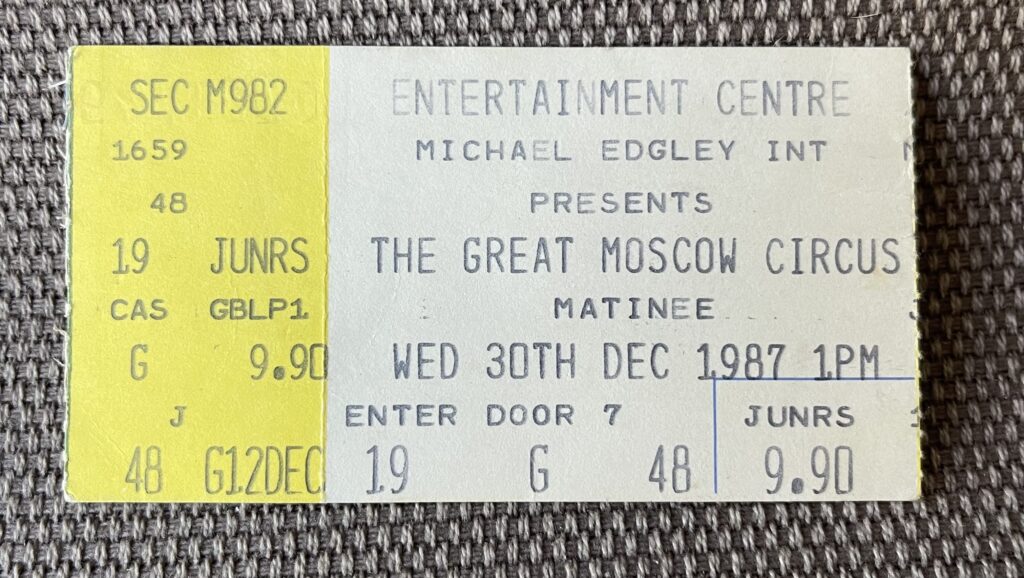 SEC M982
1659
48
19 JUNRS
CAS GBLP1
G 9.90
J
48 G12DEC
ENTERTAINMENT CENTRE
MICHAEL EDGLEY INT
PRESENTS
THE GREAT MOSCOW CIRCUS
MATINEE
WED 30TH DEC 1987 1PM
ENTER DOOR 7 JUNRS
19 G 48 9.90